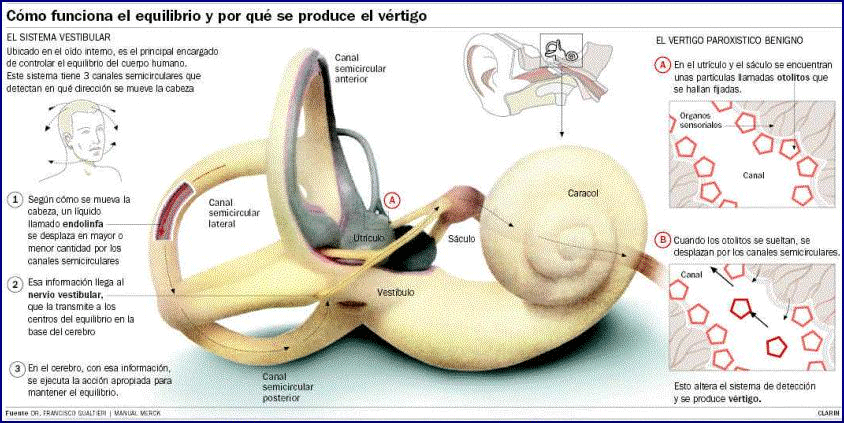 Cómo funciona el equilibrio y por qué se produce el vértigo
EL SISTEMA VESTIBULAR
Ubicado en el oído interno, es el principal encargado
de controlar el equilibrio del cuerpo humano.
Este sistema tiene 3 canales semicirculares que
detectan en qué dirección se mueve la cabeza
1 Según cómo se mueva la
cabeza, un líquido
llamado endolinfa
se desplaza en mayor o
menor cantidad por los
canales semicirculares
2 Esa información llega al
nervio vestibular,
que la transmite a los
centros del equilibrio en la
base del cerebro
3 En el cerebro, con esa información,
se ejecuta la acción apropiada para
mantener el equilibrio.
Canal
semicircular
anterior
Canal
semicircular
lateral
A
Utrículo
Sáculo
Caracol
Vestíbulo
Canal
semicircular
posterior
EL VERTIGO PAROXISTICO BENIGNO
A En el utrículo y el sáculo se encuentran
unas partículas llamadas otolitos que
se hallan fijadas.
Organos
sensoriales
Canal
B Cuando los otolitos se sueltan, se
desplazan por los canales semicirculares.
Canal
Esto altera el sistema de detección
y se produce vértigo.
Fuente DR. FRANCISCO GUALTIERI | MANUAL MERCK
CLARIN